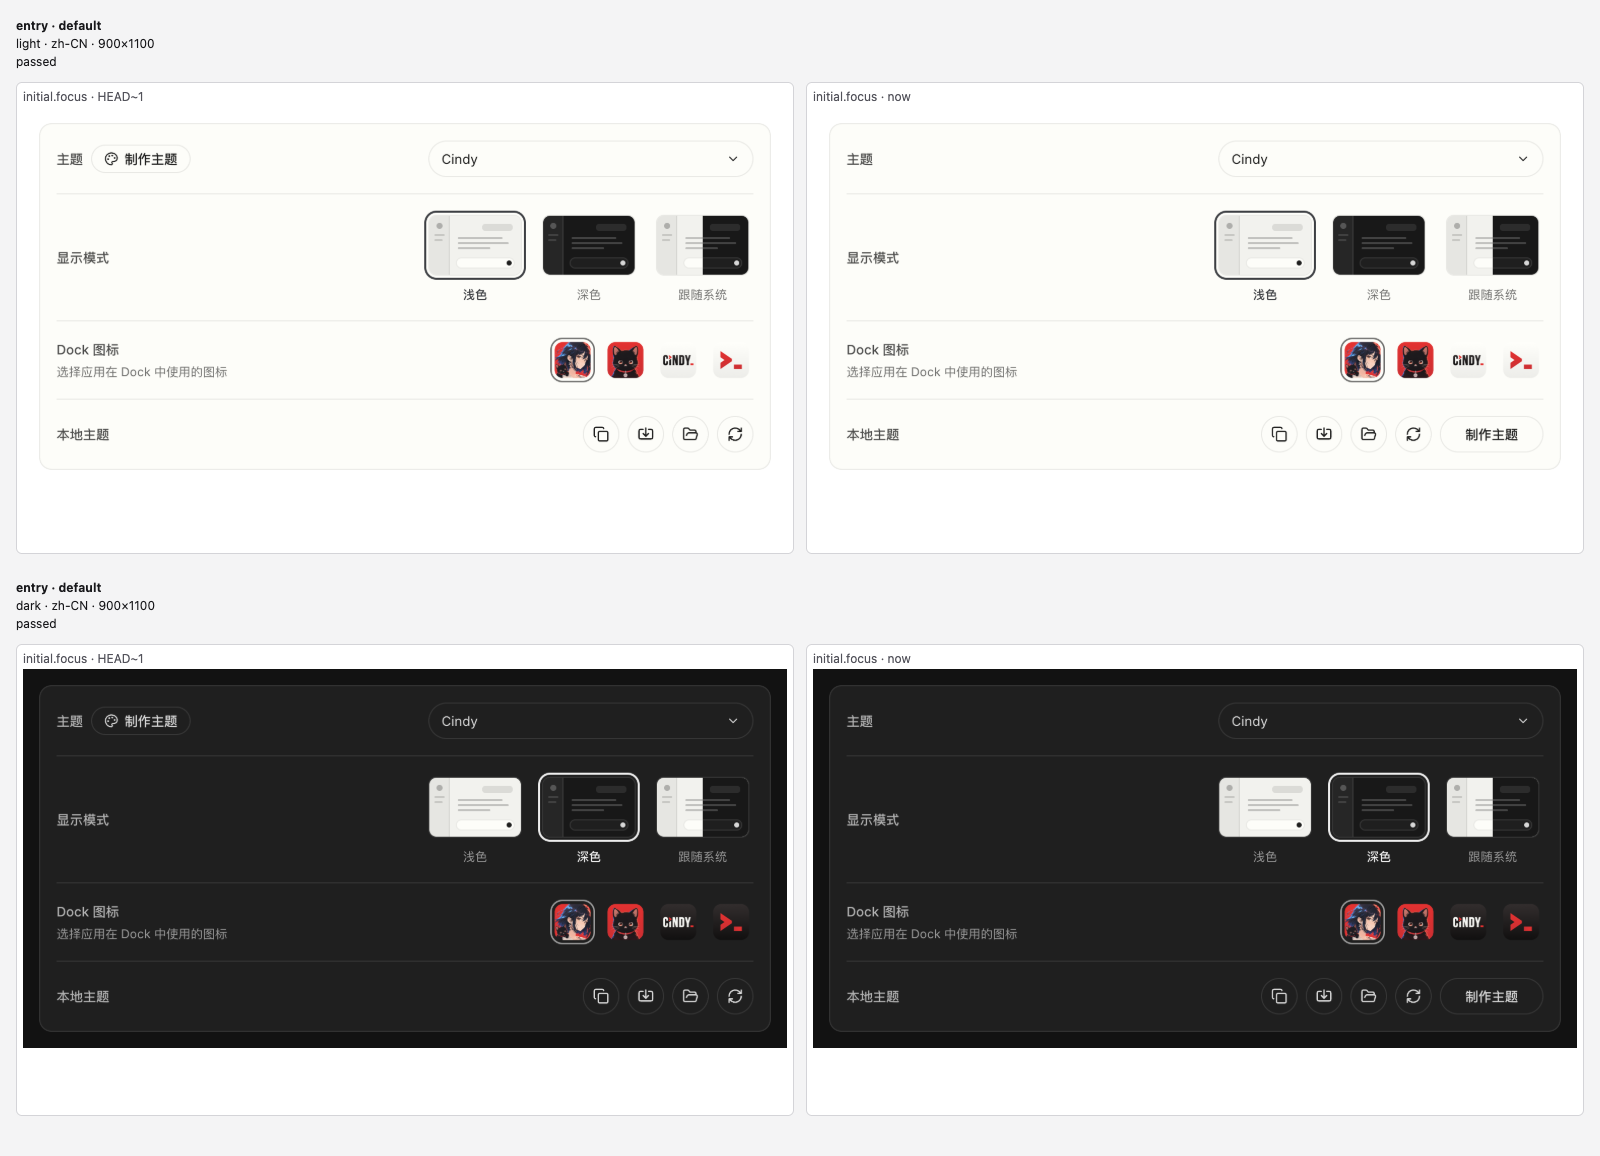 entry · default
light · zh-CN · 900×1100
passed
initial.focus · HEAD~1
主题
制作主题
Cindy
显示模式
浅色
深色
跟随系统
Dock 图标
选择应用在 Dock 中使用的图标
CiNDY_
本地主题
initial.focus · now
主题
Cindy
显示模式
浅色
深色
跟随系统
Dock 图标
选择应用在 Dock 中使用的图标
CiNDY_
本地主题
制作主题
entry · default
dark · zh-CN · 900×1100
passed
initial.focus · HEAD~1
主题
制作主题
Cindy
显示模式
浅色
深色
跟随系统
Dock 图标
选择应用在 Dock 中使用的图标
CiNDY_
本地主题
initial.focus · now
主题
Cindy
显示模式
浅色
深色
跟随系统
Dock 图标
选择应用在 Dock 中使用的图标
CiNDY_
本地主题
制作主题